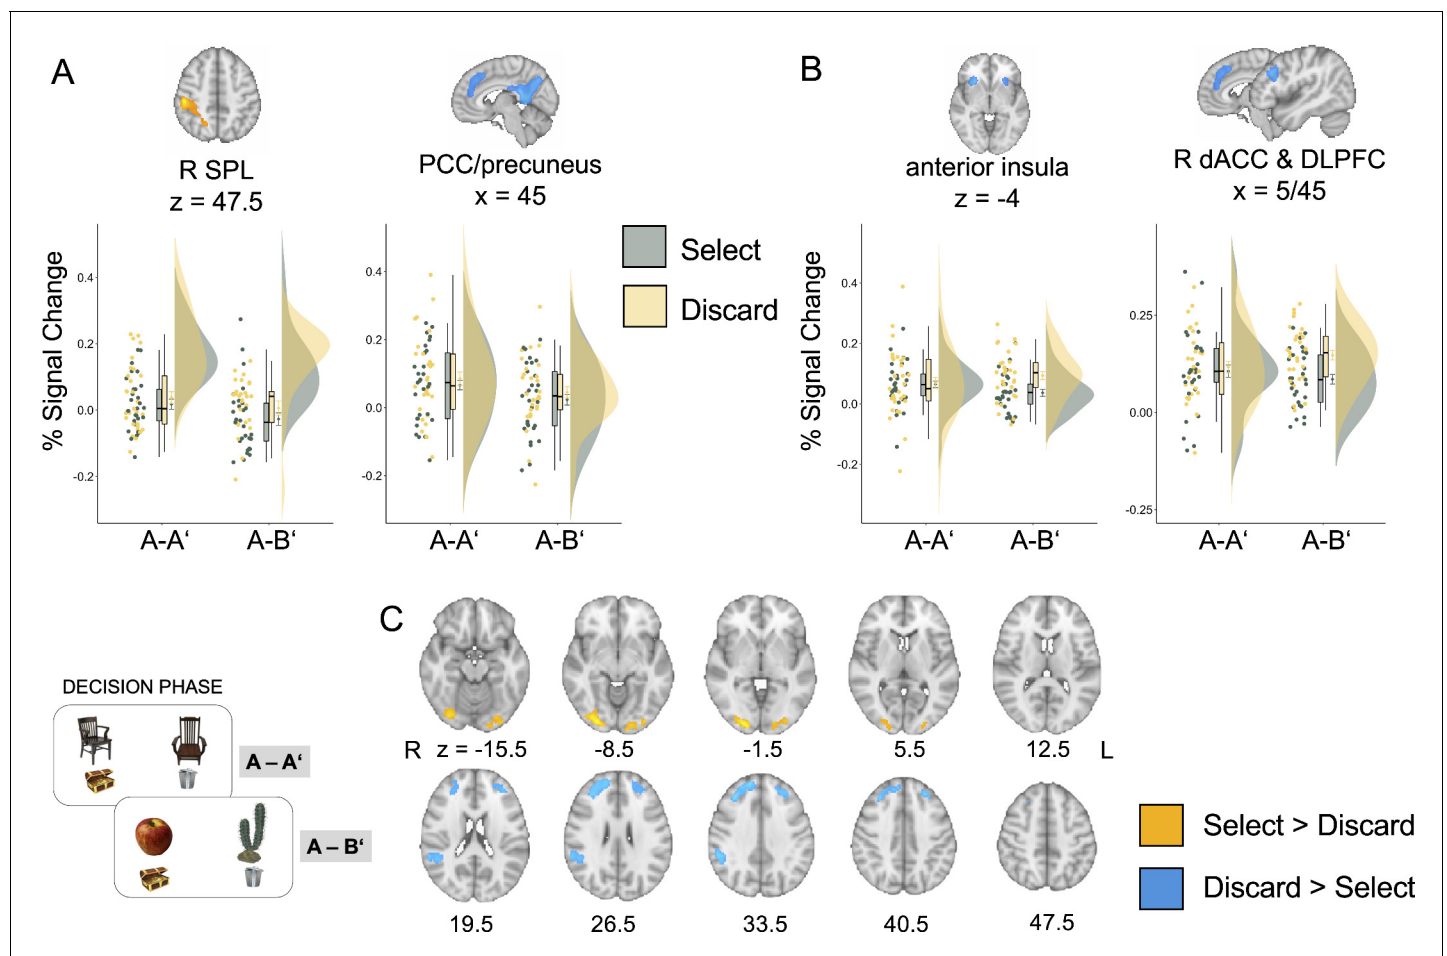 A
R SPL
z = 47.5
PCC/precuneus
x = 45
B
anterior insula
z = -4
R dACC & DLPFC
x = 5/45
% Signal Change
0.4
0.2
0.0
-0.2
A-A‘
A-B‘
0.4
0.2
0.0
-0.2
A-A‘
A-B‘
Select
Discard
% Signal Change
0.4
0.2
0.0
-0.2
A-A‘
A-B‘
0.25
0.00
-0.25
A-A‘
A-B‘
DECISION PHASE
A – A‘
A – B‘
C
R z = -15.5 -8.5 -1.5 5.5 12.5 L
19.5 26.5 33.5 40.5 47.5
Select > Discard
Discard > Select